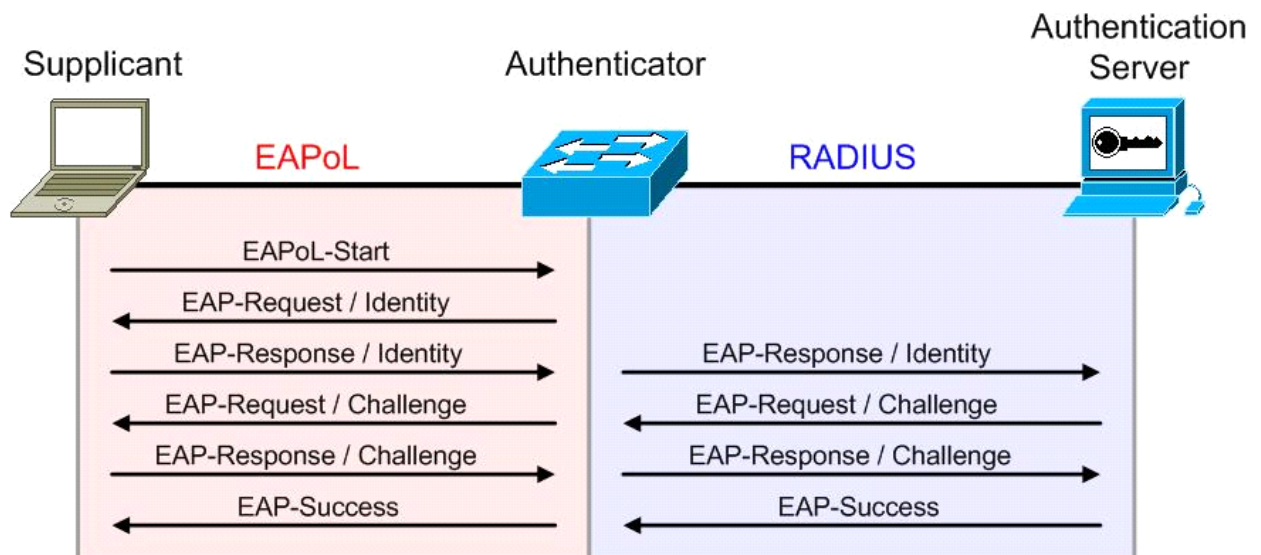 Supplicant
Authenticator
Authentication
Server
EAPoL
RADIUS
EAPoL-Start
EAP-Request / Identity
EAP-Response / Identity
EAP-Response / Identity
EAP-Request / Challenge
EAP-Request / Challenge
EAP-Response / Challenge
EAP-Response / Challenge
EAP-Success
EAP-Success